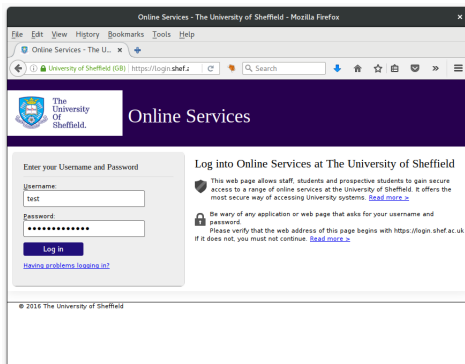 Online Services - The University of Sheffield - Mozilla Firefox
File Edit View History Bookmarks Tools Help
Online Services - The U...
University of Sheffield (GB) https://login.shef.a
Search
The
University
Of
Sheffield.
Online Services
Enter your Username and Password
Username:
test
Password:
•••••••••••••
Log in
Having problems logging in?
Log into Online Services at The University of Sheffield
This web page allows staff, students and prospective students to gain secure
access to a range of online services at the University of Sheffield. It offers the
most secure way of accessing University systems. Read more >
Be wary of any application or web page that asks for your username and
password.
Please verify that the web address of this page begins with https://login.shef.ac.uk
If it does not, you must not continue. Read more >
© 2016 The University of Sheffield